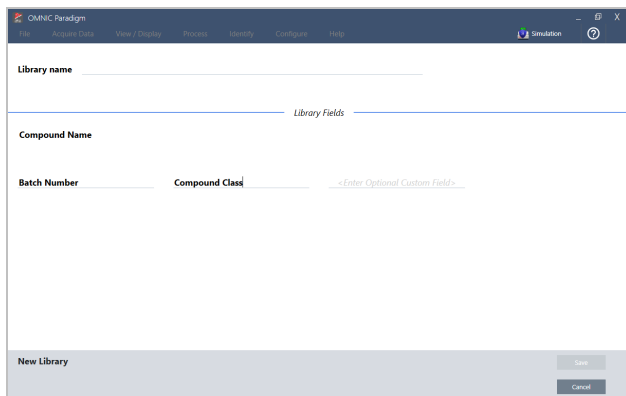 OMNIC Paradigm
File Acquire Data View / Display Process Identify Configure Help Simulation ?
Library name
Library Fields
Compound Name
Batch Number Compound Class <Enter Optional Custom Field>
New Library Save
Cancel